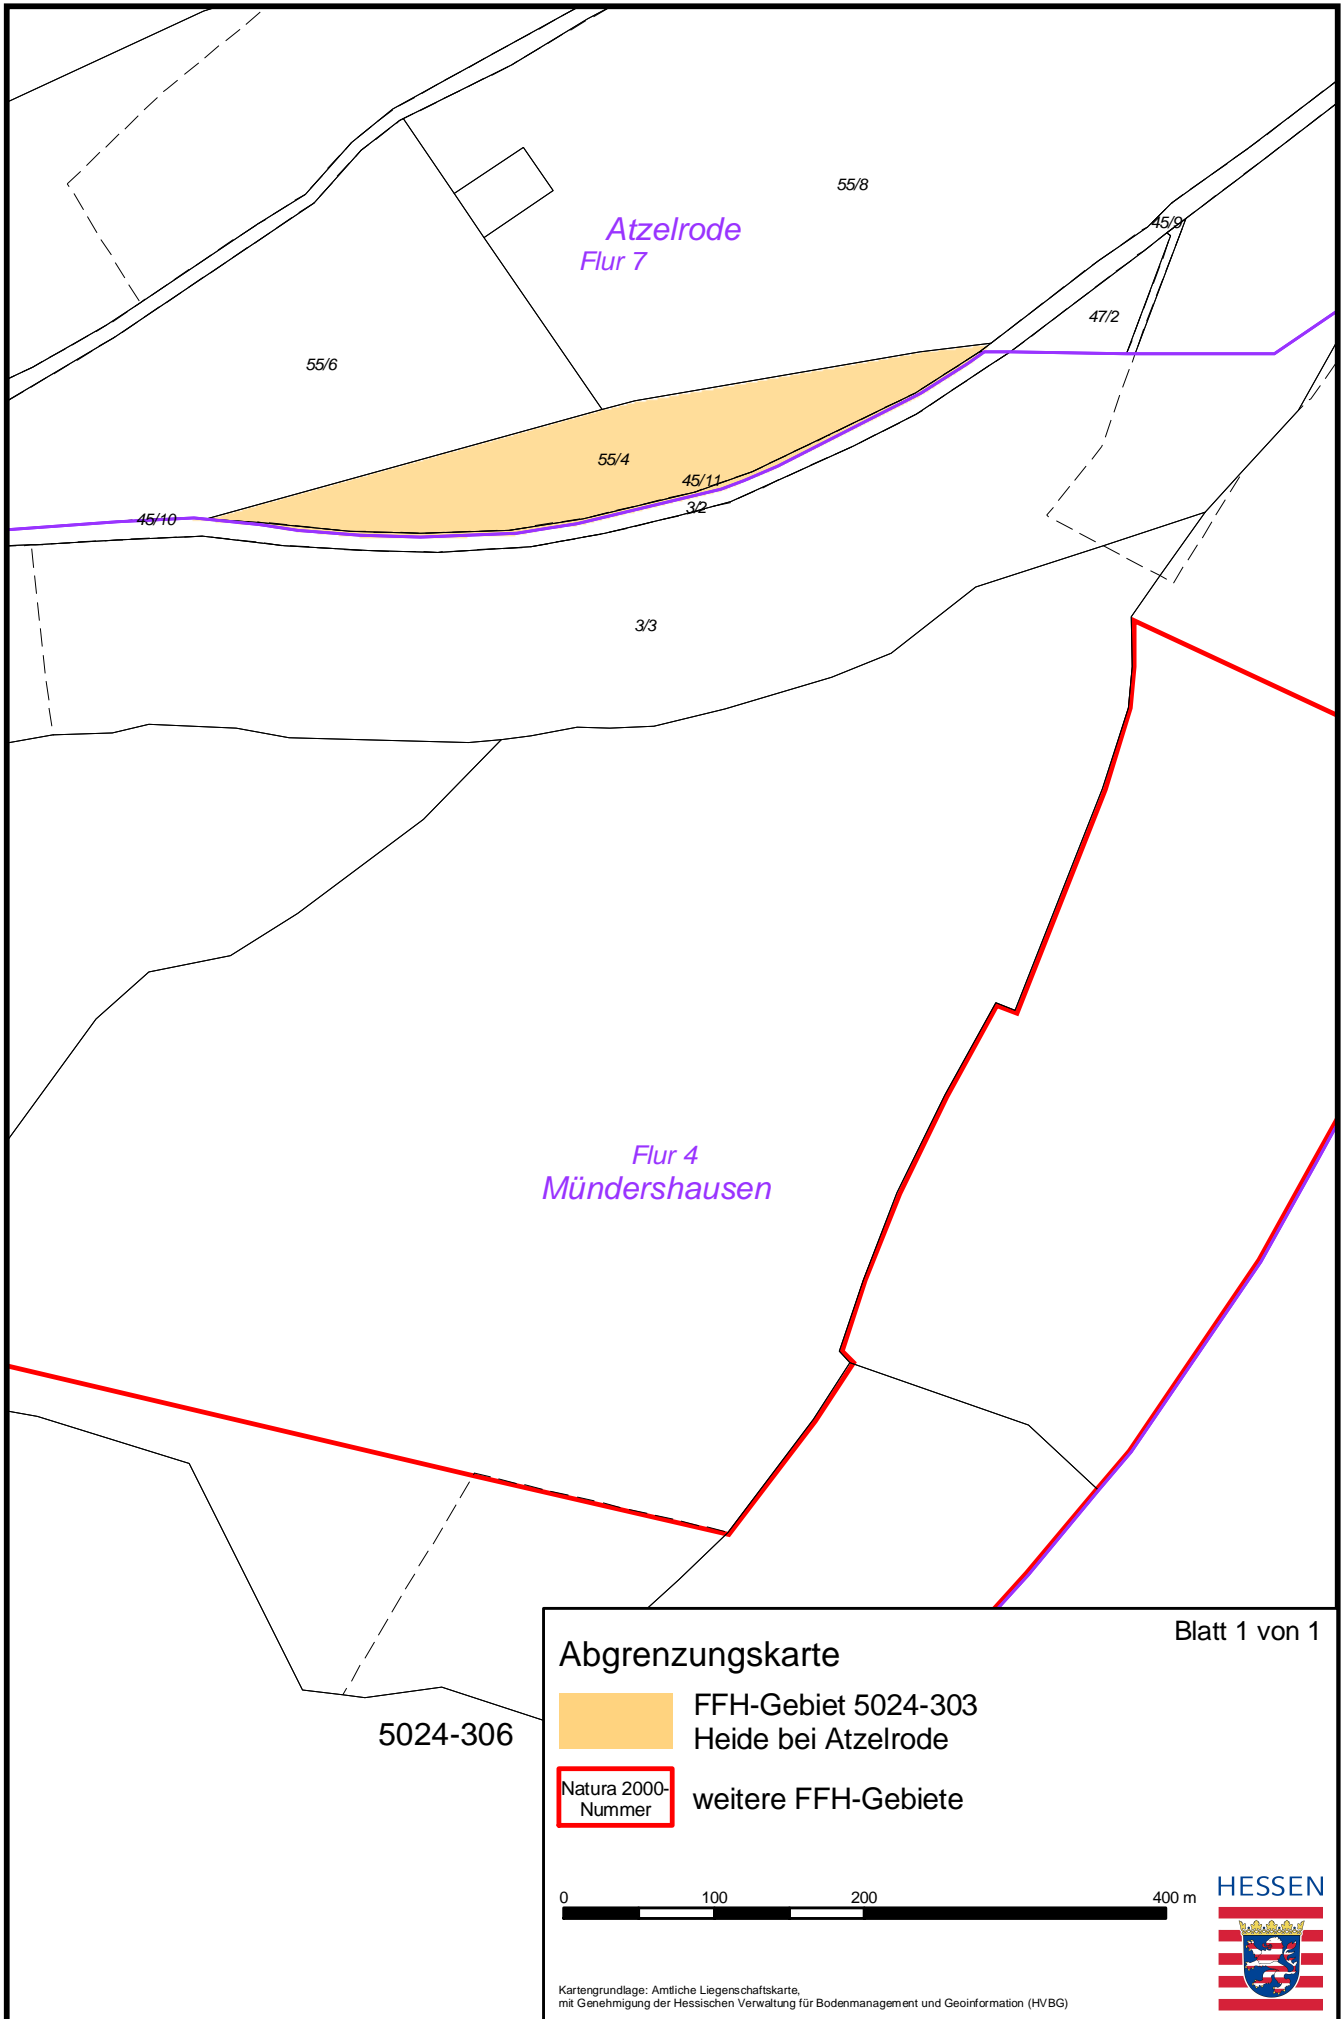 55/8
45/9
Atzelrode
Flur 7
47/2
55/6
55/4
45/11
3/2
45/10
3/3
Flur 4
Mündershausen
5024-306
Blatt 1 von 1
Abgrenzungskarte
FFH-Gebiet 5024-303
Heide bei Atzelrode
Natura 2000-
Nummer
weitere FFH-Gebiete
0 100 200 400 m
HESSEN
Kartengrundlage: Amtliche Liegenschaftskarte,
mit Genehmigung der Hessischen Verwaltung für Bodenmanagement und Geoinformation (HVBG)